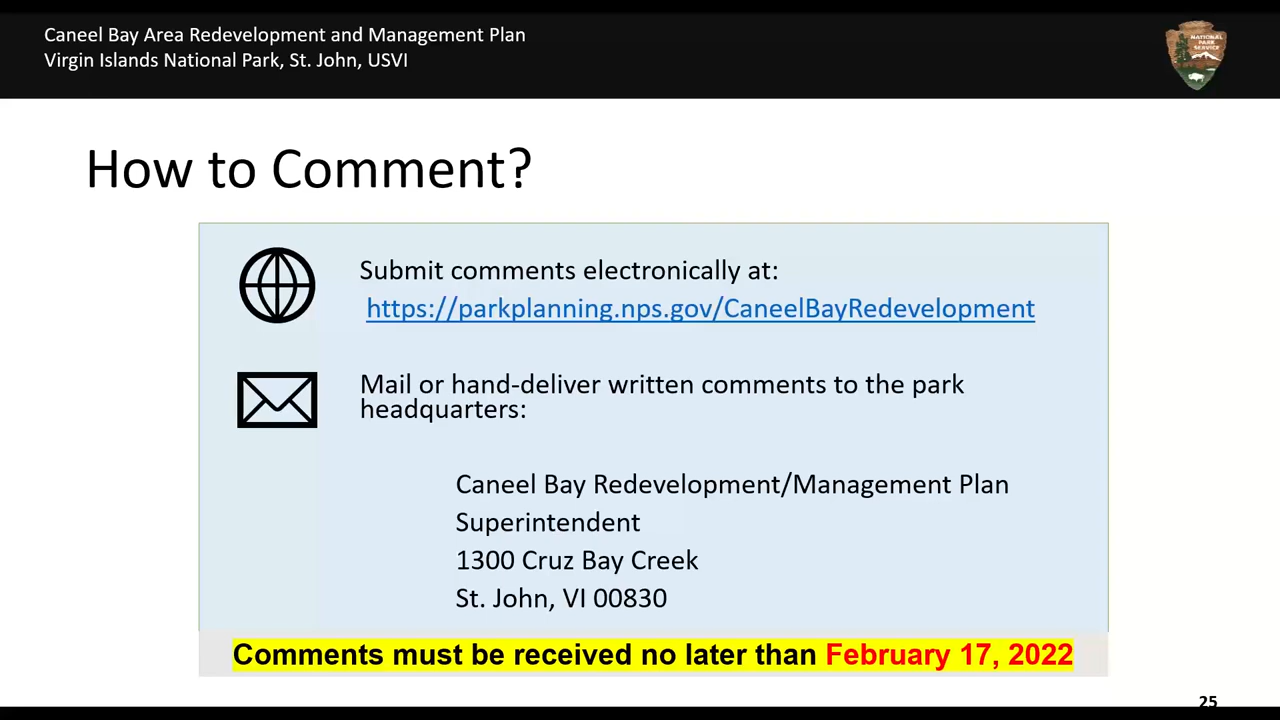 Caneel Bay Area Redevelopment and Management Plan
Virgin Islands National Park, St. John, USVI
NATIONAL
PARK
SERVICE
How to Comment?
Submit comments electronically at:
https://parkplanning.nps.gov/CaneelBayRedevelopment
Mail or hand-deliver written comments to the park
headquarters:
Caneel Bay Redevelopment/Management Plan
Superintendent
1300 Cruz Bay Creek
St. John, VI 00830
Comments must be received no later than February 17, 2022
25